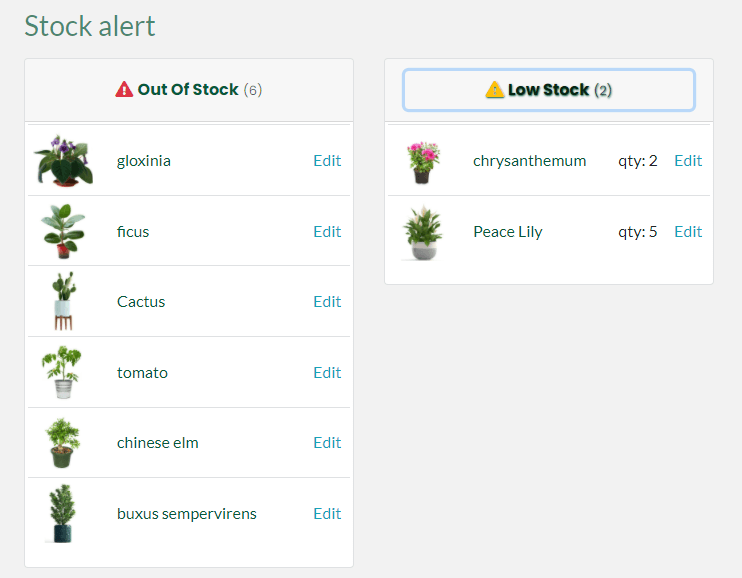 Stock alert
Out Of Stock (6)
gloxinia Edit
ficus Edit
Cactus Edit
tomato Edit
chinese elm Edit
buxus sempervirens Edit
Low Stock (2)
chrysanthemum qty: 2 Edit
Peace Lily qty: 5 Edit